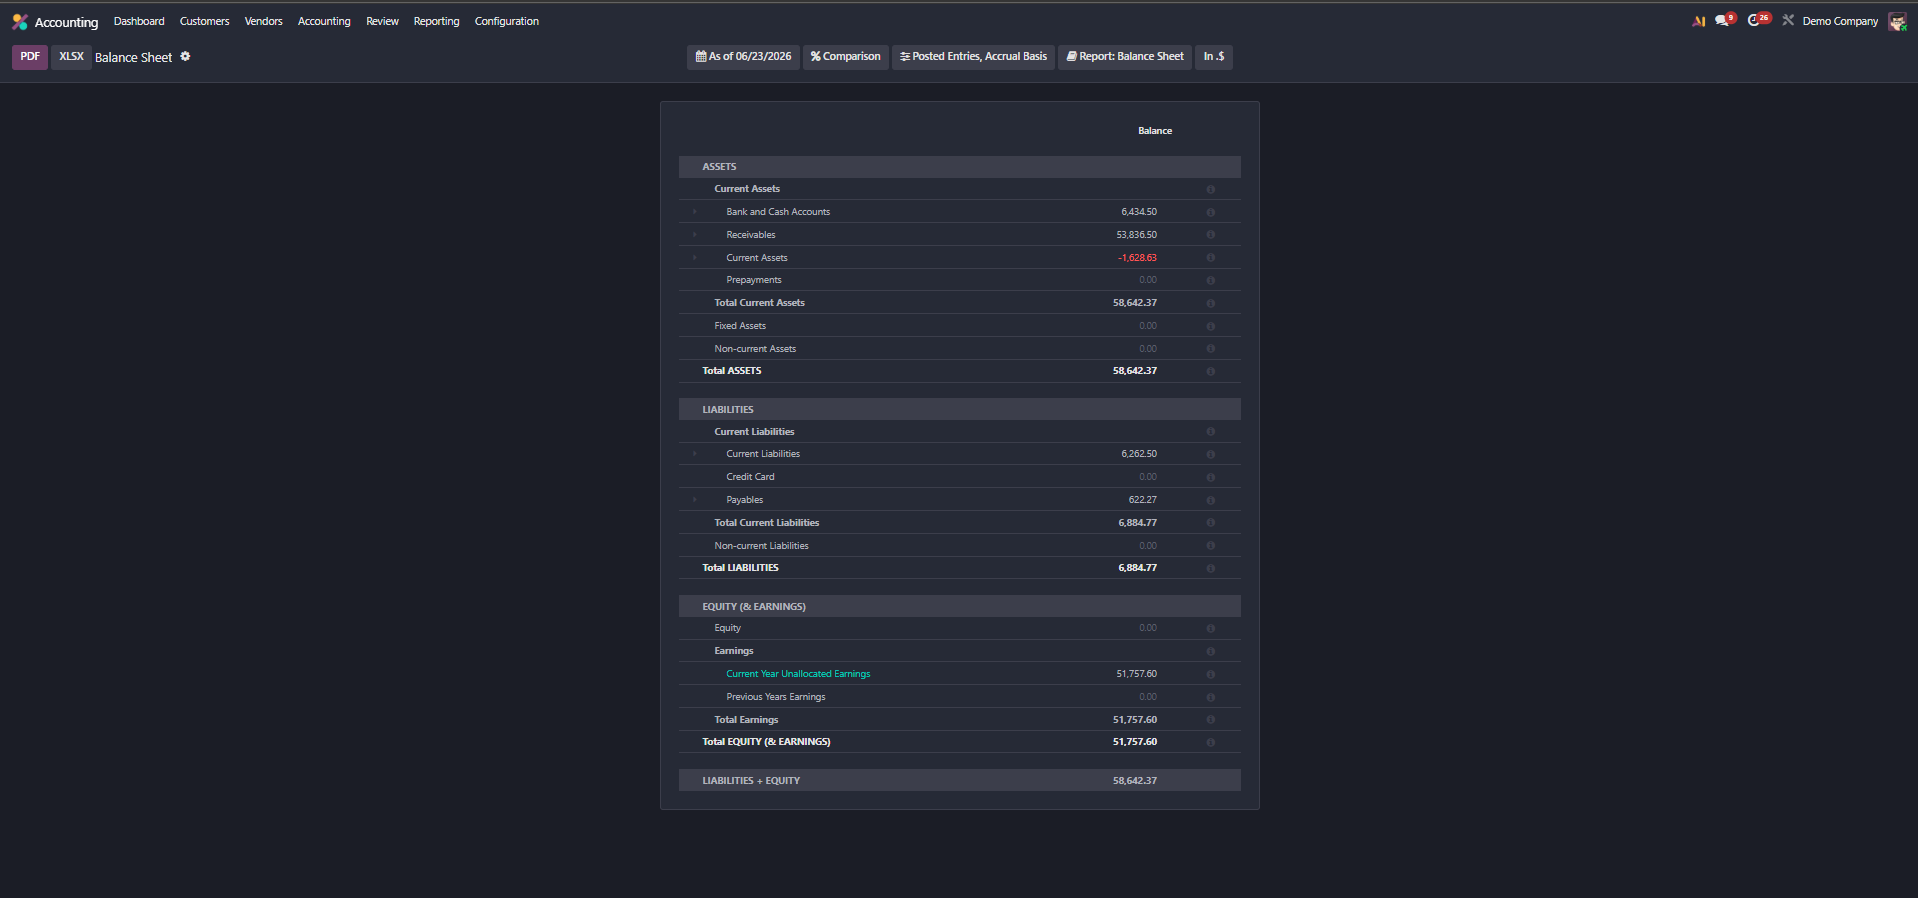 Accounting Dashboard Customers Vendors Accounting Review Reporting Configuration AI 9 26 Demo Company
PDF XLSX Balance Sheet As of 06/23/2026 Comparison Posted Entries, Accrual Basis Report: Balance Sheet In .$
Balance
ASSETS
Current Assets
Bank and Cash Accounts 6,434.50
Receivables 53,836.50
Current Assets -1,628.63
Prepayments 0.00
Total Current Assets 58,642.37
Fixed Assets 0.00
Non-current Assets 0.00
Total ASSETS 58,642.37
LIABILITIES
Current Liabilities
Current Liabilities 6,262.50
Credit Card 0.00
Payables 622.27
Total Current Liabilities 6,884.77
Non-current Liabilities 0.00
Total LIABILITIES 6,884.77
EQUITY (& EARNINGS)
Equity 0.00
Earnings
Current Year Unallocated Earnings 51,757.60
Previous Years Earnings 0.00
Total Earnings 51,757.60
Total EQUITY (& EARNINGS) 51,757.60
LIABILITIES + EQUITY 58,642.37